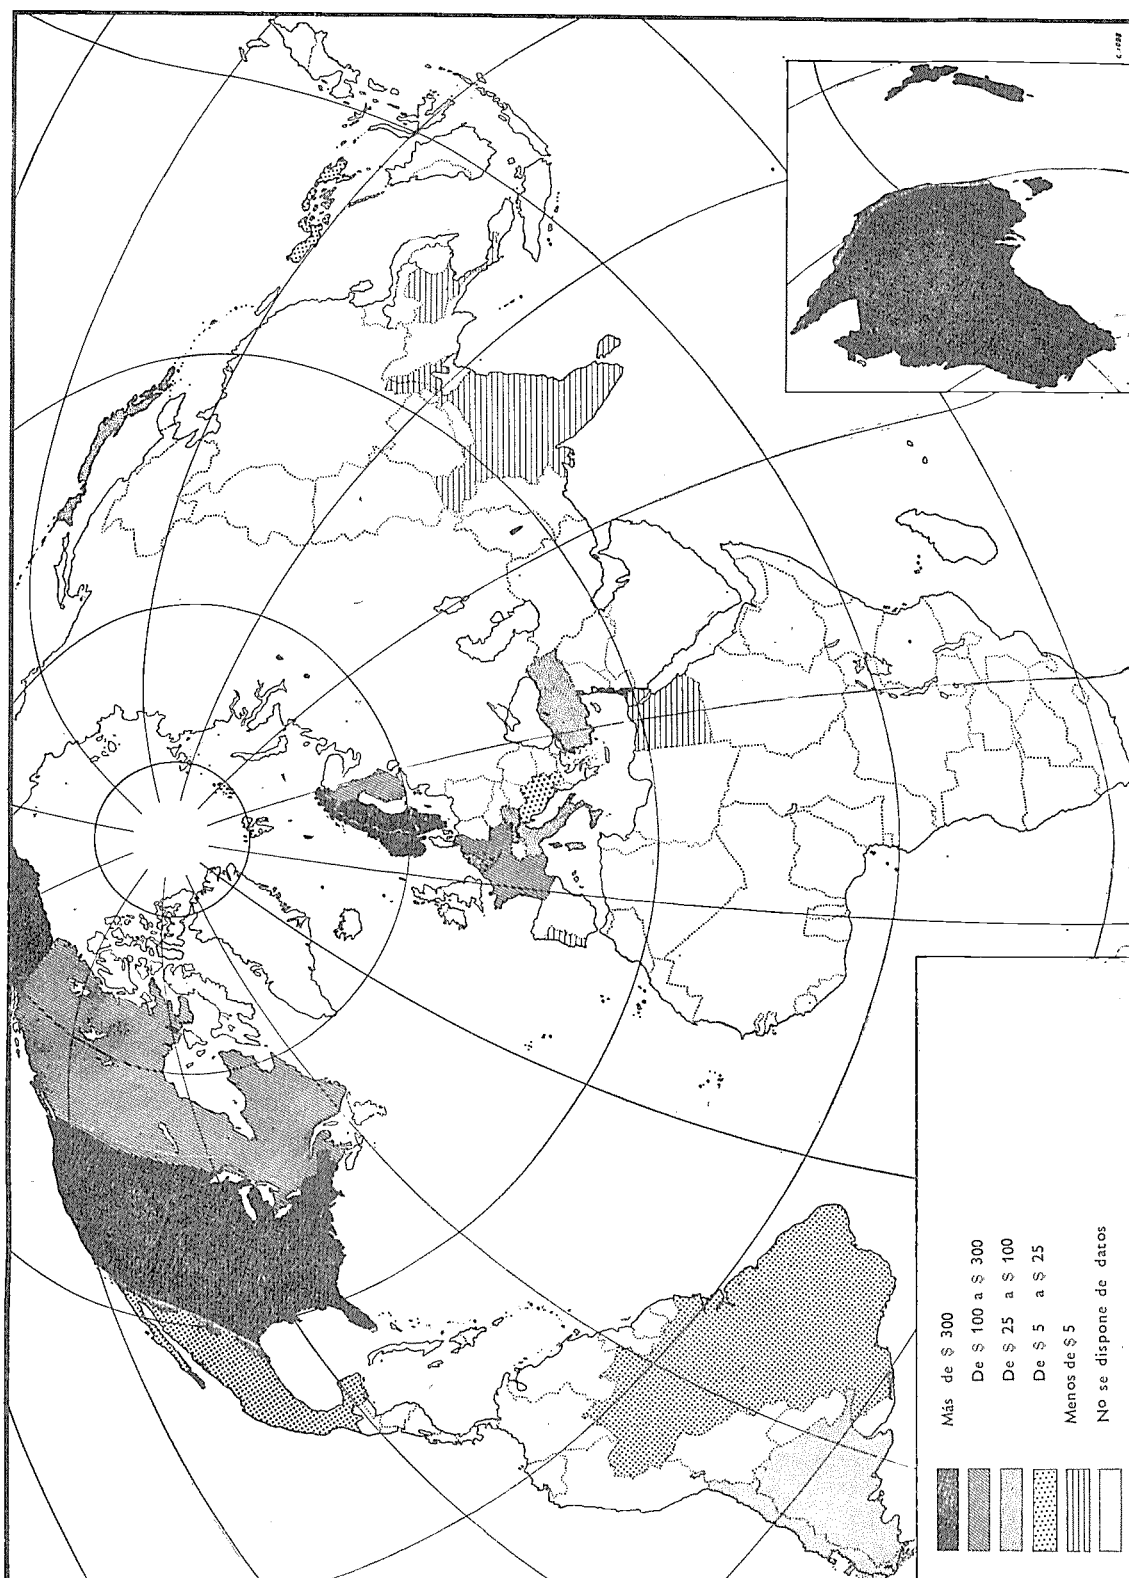 Más de $ 300
De $ 100 a $ 300
De $ 25 a $ 100
De $ 5 a $ 25
Menos de $ 5
No se dispone de datos